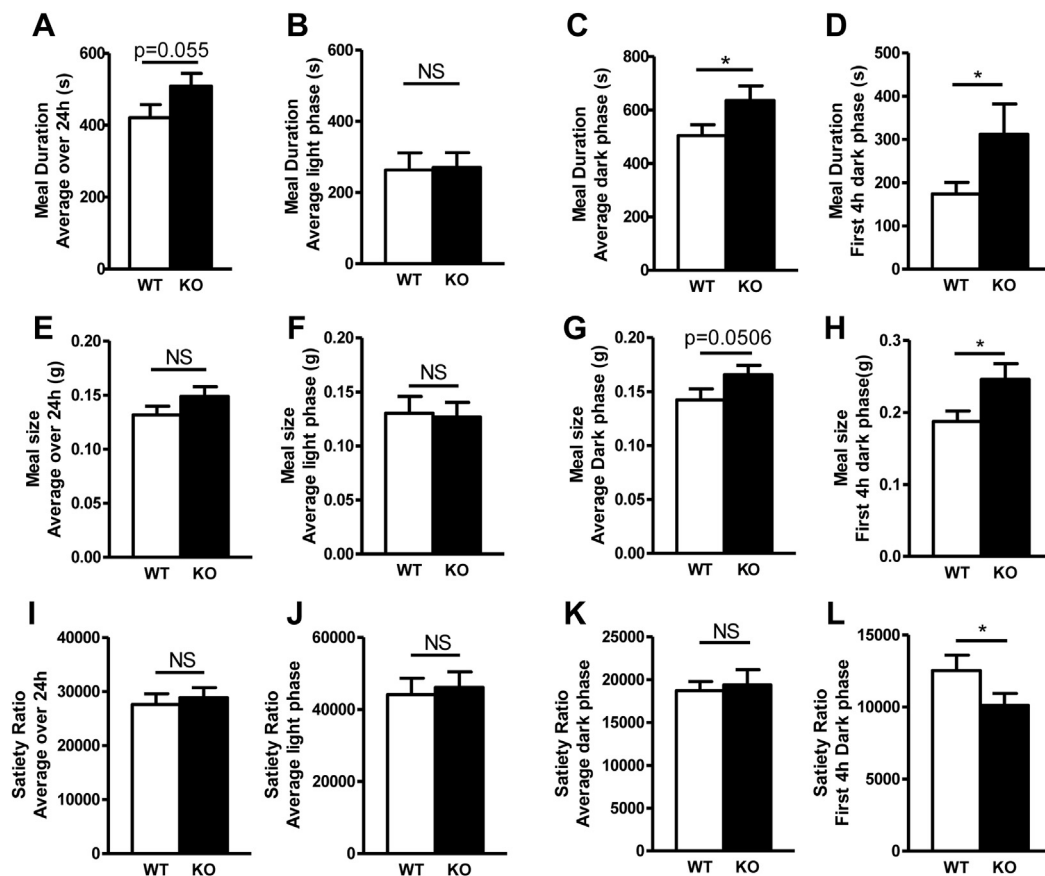 A
p=0.055
Meal Duration
Average over 24h (s)
600
400
200
0
WT KO
B
NS
Meal Duration
Average light phase (s)
600
400
200
0
WT KO
C
*
Meal Duration
Average dark phase (s)
800
600
400
200
0
WT KO
D
*
Meal Duration
First 4h dark phase (s)
500
400
300
200
100
0
WT KO
E
NS
Meal size
Average over 24h (g)
0.20
0.15
0.10
0.05
0.00
WT KO
F
NS
Meal size
Average light phase (g)
0.20
0.15
0.10
0.05
0.00
WT KO
G
p=0.0506
Meal size
Average Dark phase (g)
0.20
0.15
0.10
0.05
0.00
WT KO
H
*
Meal size
First 4h dark phase(g)
0.3
0.2
0.1
0.0
WT KO
I
NS
Satiety Ratio
Average over 24h
40000
30000
20000
10000
0
WT KO
J
NS
Satiety Ratio
Average light phase
60000
40000
20000
0
WT KO
K
NS
Satiety Ratio
Average dark phase
25000
20000
15000
10000
5000
0
WT KO
L
*
Satiety Ratio
First 4h Dark phase
15000
10000
5000
0
WT KO